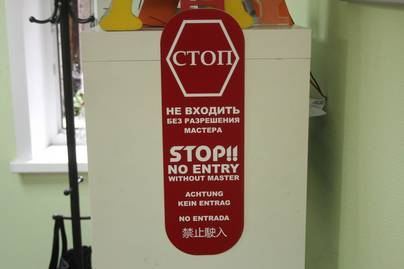 СТОП
НЕ ВХОДИТЬ
БЕЗ РАЗРЕШЕНИЯ
МАСТЕРА
STOP!!
NO ENTRY
WITHOUT MASTER
ACHTUNG
KEIN ENTRAG
NO ENTRADA
禁止駛入